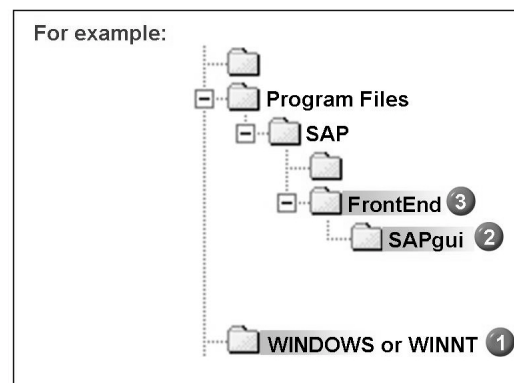 For example:
Program Files
SAP
FrontEnd 3
SAPgui 2
WINDOWS or WINNT 1